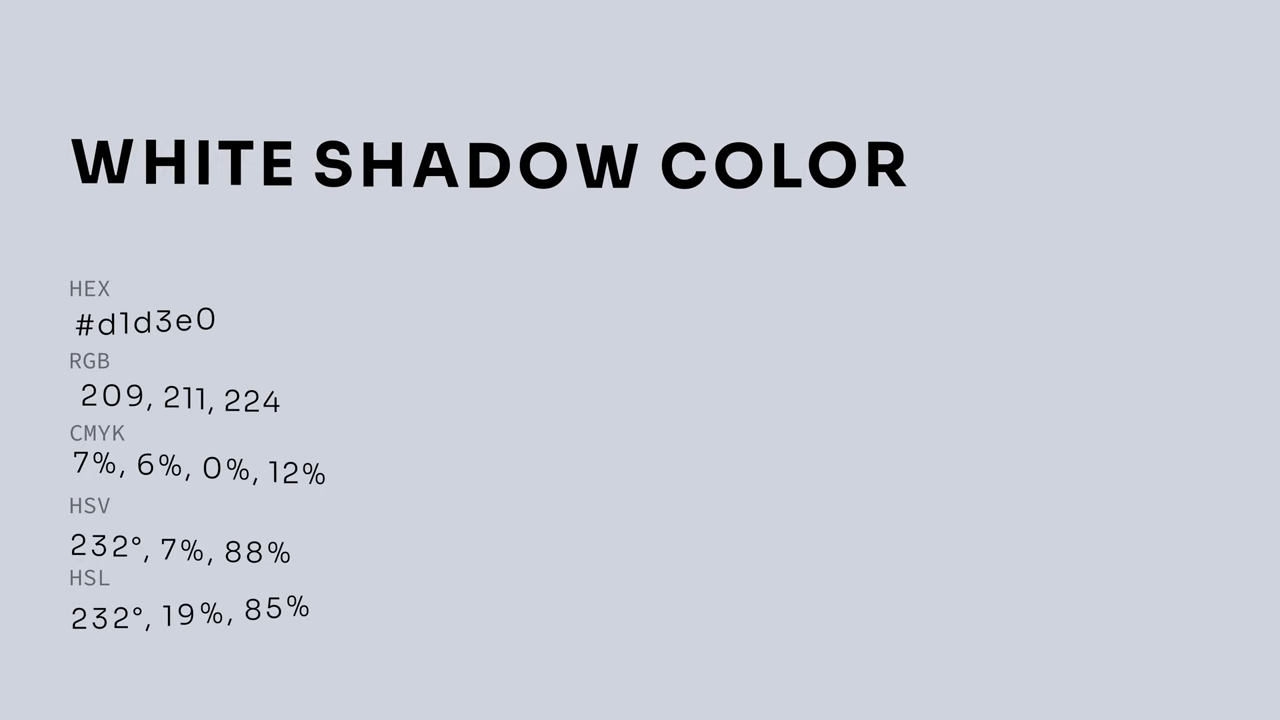 WHITE SHADOW COLOR
HEX
#d1d3e0
RGB
209, 211, 224
CMYK
7%, 6%, 0%, 12%
HSV
232°, 7%, 88%
HSL
232°, 19%, 85%